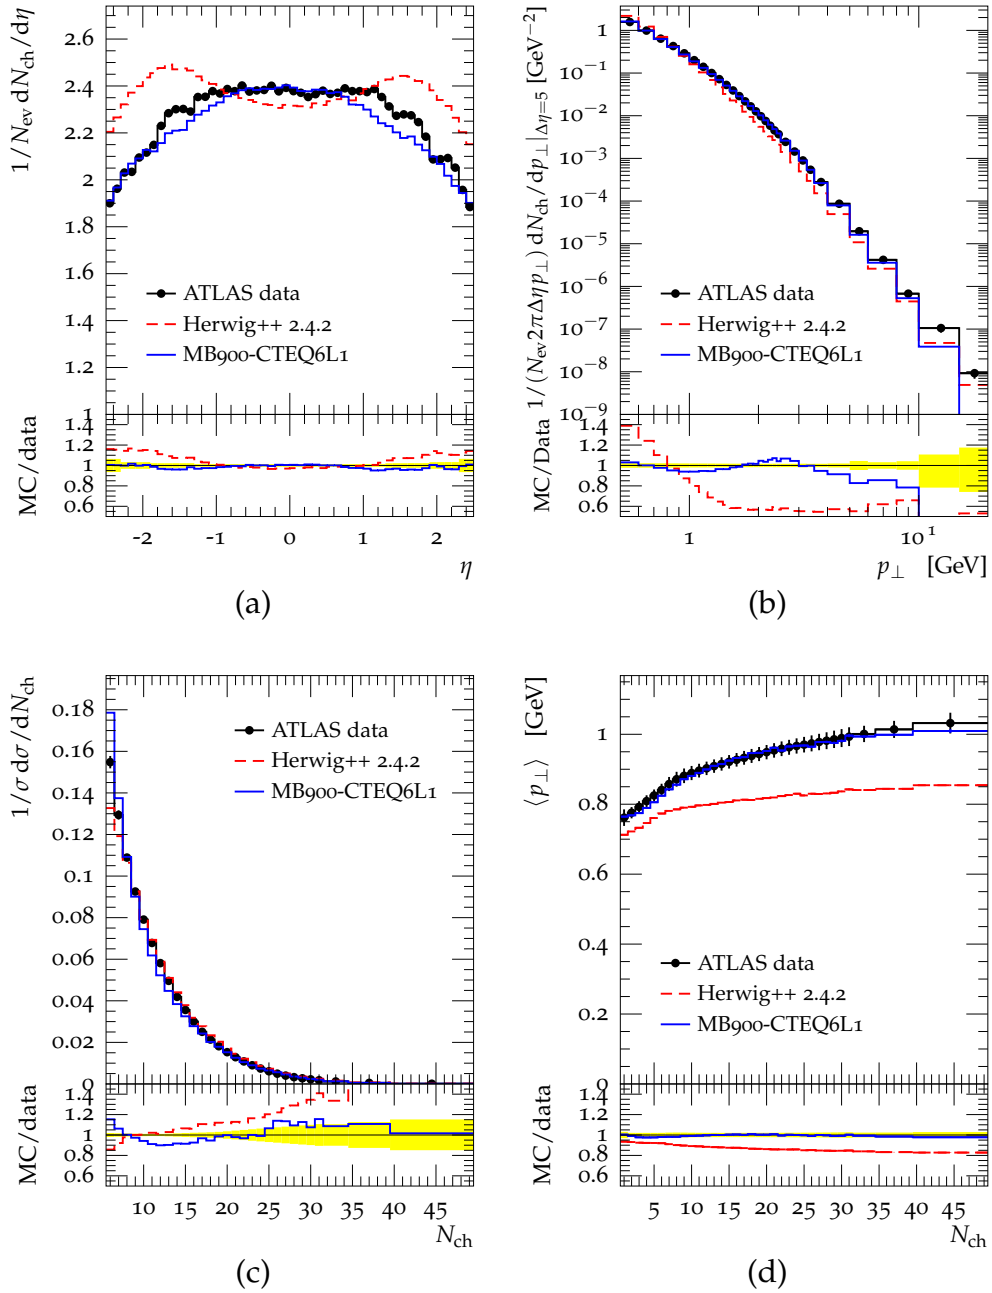 1/N_ev dN_ch/dη
2.6
2.4
2.2
2
1.8
1.6
1.4
1.2
1
ATLAS data
Herwig++ 2.4.2
MB900-CTEQ6L1
MC/data
1.4
1.2
1
0.8
0.6
-2 -1 0 1 2
η
(a)
1/(N_ev 2πΔηp_⊥) dN_ch/dp_⊥|_Δη=5 [GeV^−2]
1
10^−1
10^−2
10^−3
10^−4
10^−5
10^−6
10^−7
10^−8
10^−9
ATLAS data
Herwig++ 2.4.2
MB900-CTEQ6L1
MC/Data
1.4
1.2
1
0.8
0.6
1 10^1
p_⊥ [GeV]
(b)
1/σ dσ/dN_ch
0.18
0.16
0.14
0.12
0.1
0.08
0.06
0.04
0.02
0
ATLAS data
Herwig++ 2.4.2
MB900-CTEQ6L1
MC/data
1.4
1.2
1
0.8
0.6
10 15 20 25 30 35 40 45
N_ch
(c)
⟨p_⊥⟩ [GeV]
1
0.8
0.6
0.4
0.2
0
ATLAS data
Herwig++ 2.4.2
MB900-CTEQ6L1
MC/data
1.4
1.2
1
0.8
0.6
5 10 15 20 25 30 35 40 45
N_ch
(d)